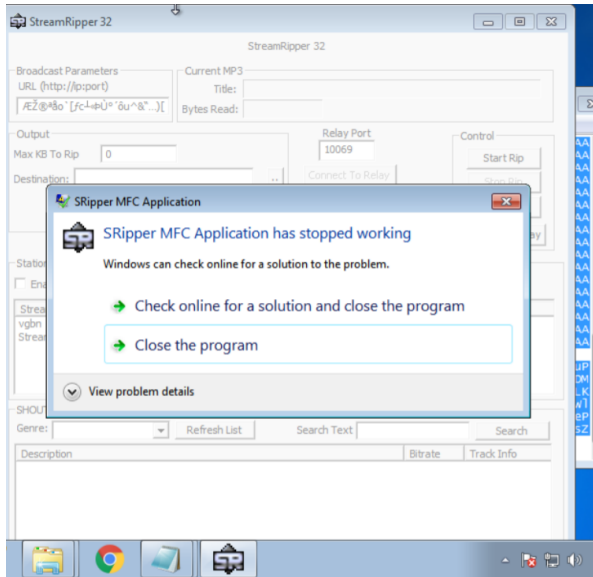 StreamRipper 32
StreamRipper 32
Broadcast Parameters
URL (http://ip:port)
Current MP3
Title:
Bytes Read:
Output
Max KB To Rip 0
Destination: ..
Relay Port
10069
Connect To Relay
Control
Start Rip
Stop Rip
SRipper MFC Application
SRipper MFC Application has stopped working
Windows can check online for a solution to the problem.
Check online for a solution and close the program
Close the program
View problem details
vgbn
Genre:
Refresh List
Search Text
Search
Description Bitrate Track Info